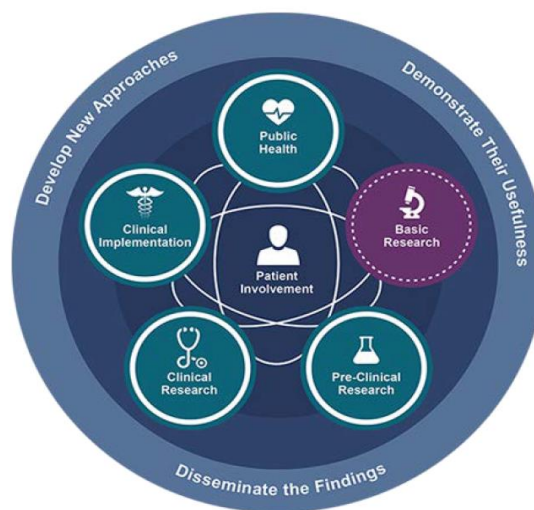 Develop New Approaches
Demonstrate Their Usefulness
Public
Health
Clinical
Implementation
Basic
Research
Patient
Involvement
Clinical
Research
Pre-Clinical
Research
Disseminate the Findings